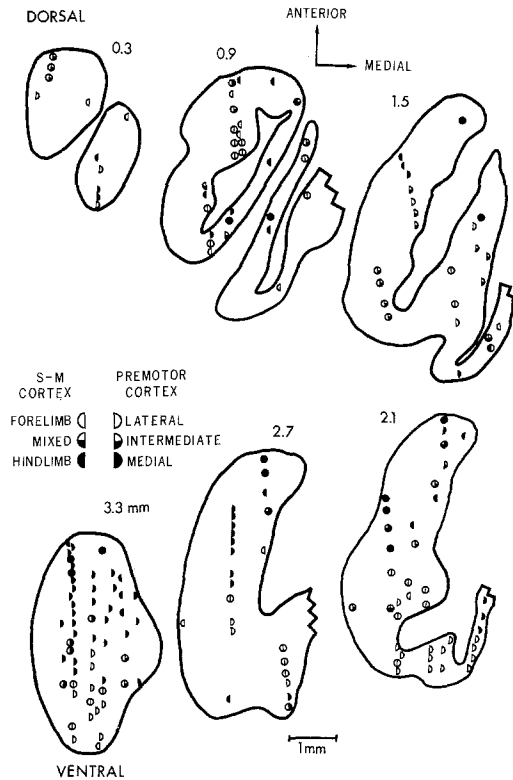 DORSAL
0.3
0.9
ANTERIOR
MEDIAL
1.5
S-M CORTEX
PREMOTOR CORTEX
FORELIMB LATERAL
MIXED INTERMEDIATE
HINDLIMB MEDIAL
2.7
2.1
3.3 mm
1mm
VENTRAL